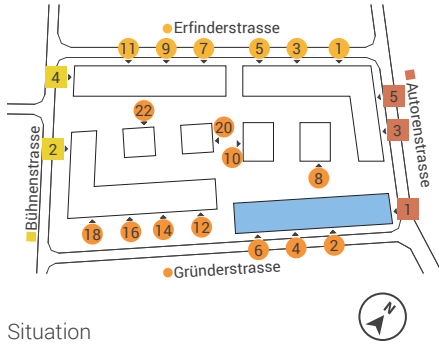 Erfinderstrasse
11 9 7 5 3 1
4
5
Autorenstrasse
22
20
3
2
10
8
Bühnenstrasse
18 16 14 12
1
6 4 2
Gründerstrasse
N
Situation